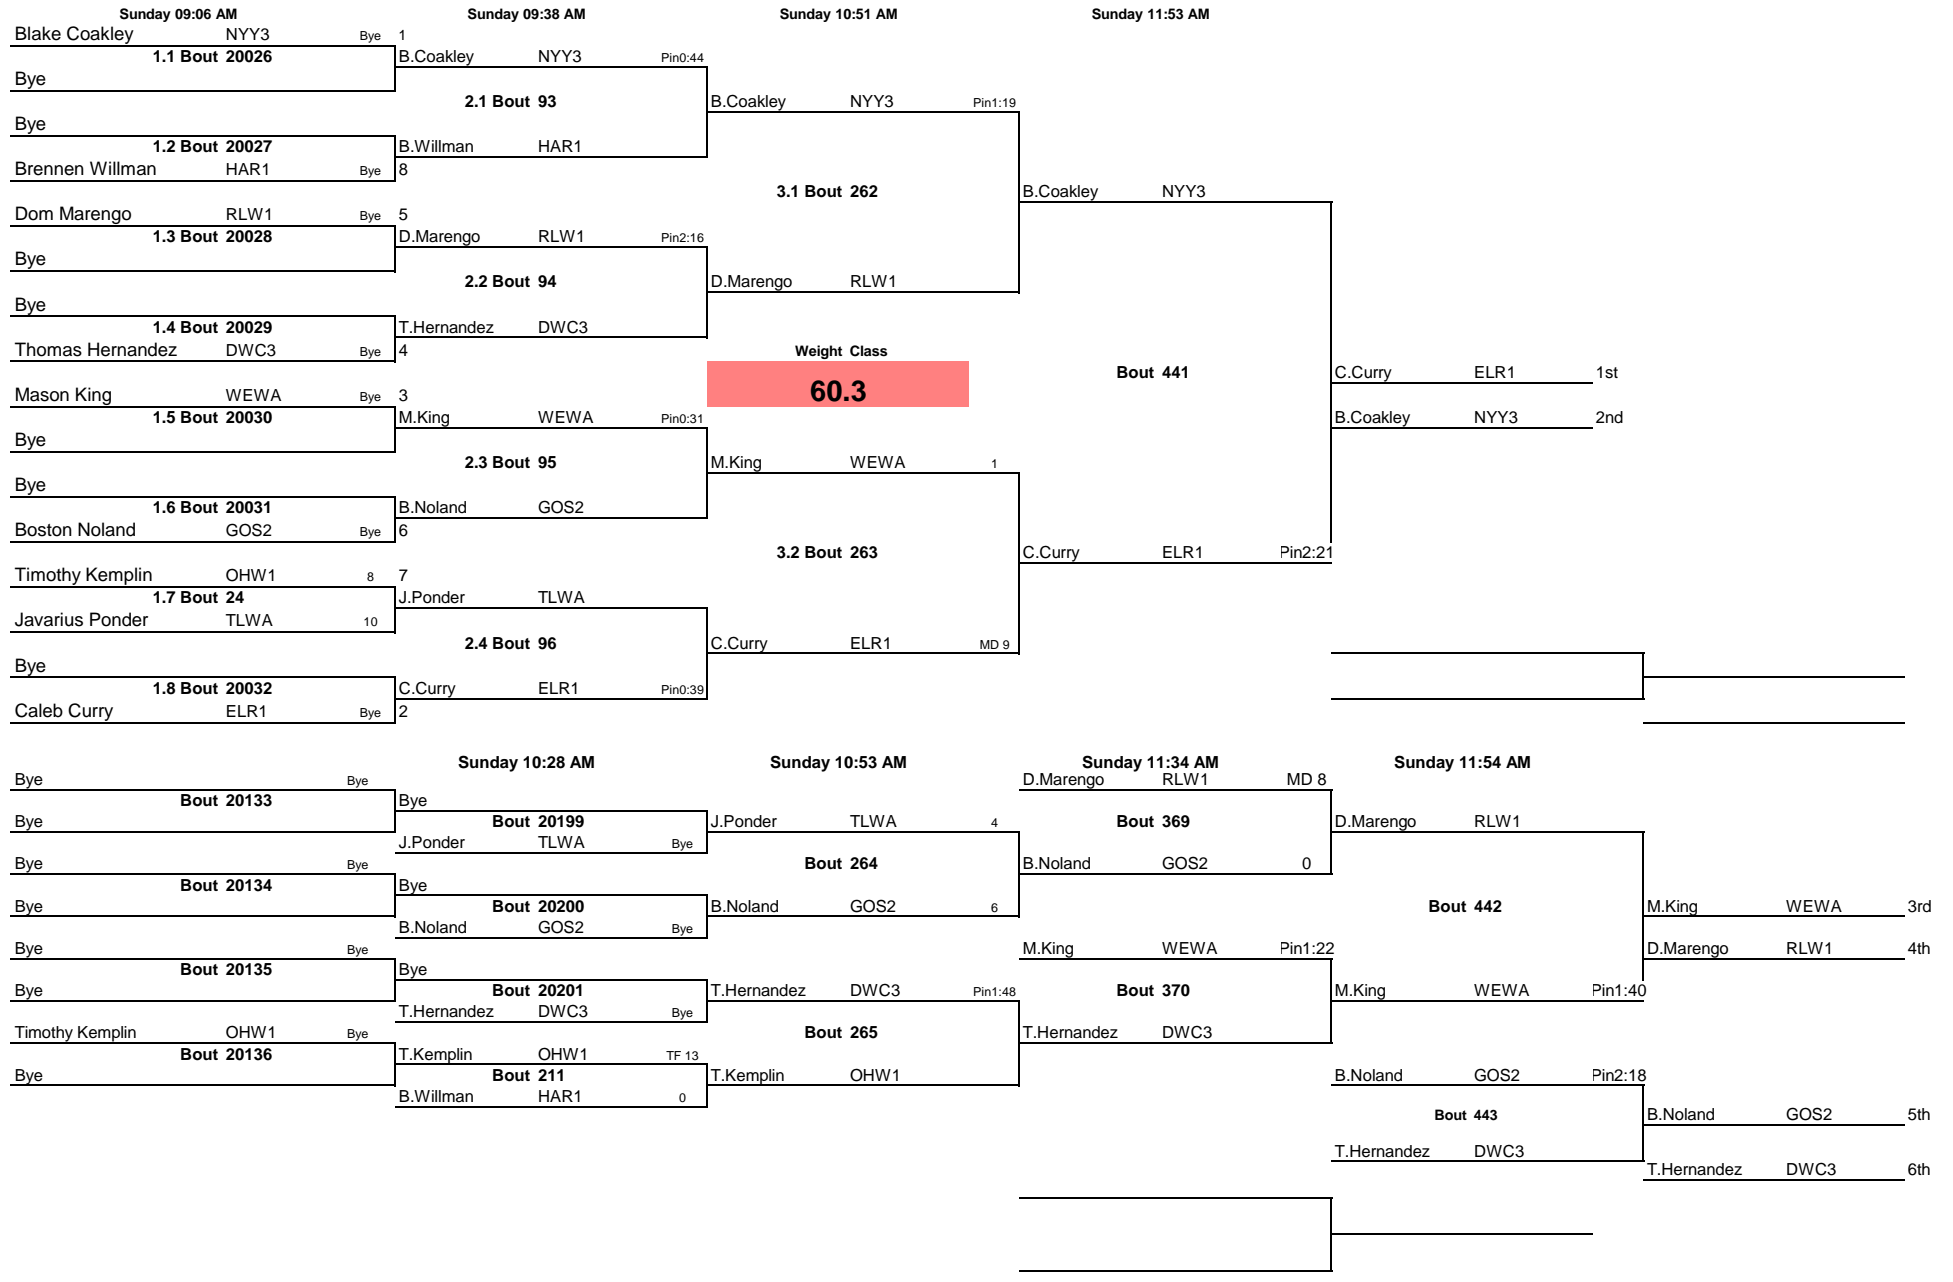 Sunday 09:06 AM Sunday 09:38 AM Sunday 10:51 AM Sunday 11:53 AM
Blake Coakley NYY3 Bye 1
1.1 Bout 20026 B.Coakley NYY3 Pin0:44
Bye
2.1 Bout 93 B.Coakley NYY3 Pin1:19
Bye
1.2 Bout 20027 B.Willman HAR1
Brennen Willman HAR1 Bye 8
3.1 Bout 262 B.Coakley NYY3
Dom Marengo RLW1 Bye 5
1.3 Bout 20028 D.Marengo RLW1 Pin2:16
Bye
2.2 Bout 94 D.Marengo RLW1
Bye
1.4 Bout 20029 T.Hernandez DWC3
Thomas Hernandez DWC3 Bye 4 Weight Class
Bout 441 C.Curry ELR1 1st
Mason King WEWA Bye 3 60.3
1.5 Bout 20030 M.King WEWA Pin0:31 B.Coakley NYY3 2nd
Bye
2.3 Bout 95 M.King WEWA 1
Bye
1.6 Bout 20031 B.Noland GOS2
Boston Noland GOS2 Bye 6
3.2 Bout 263 C.Curry ELR1 Pin2:21
Timothy Kemplin OHW1 8 7
1.7 Bout 24 J.Ponder TLWA
Javarius Ponder TLWA 10
2.4 Bout 96 C.Curry ELR1 MD 9
Bye
1.8 Bout 20032 C.Curry ELR1 Pin0:39
Caleb Curry ELR1 Bye 2
Sunday 10:28 AM Sunday 10:53 AM Sunday 11:34 AM Sunday 11:54 AM
Bye Bye D.Marengo RLW1 MD 8
Bout 20133 Bye
Bye Bout 20199 J.Ponder TLWA 4 Bout 369 D.Marengo RLW1
J.Ponder TLWA Bye
Bye Bye Bout 264 B.Noland GOS2 0
Bout 20134 Bye
Bye Bout 20200 B.Noland GOS2 6 Bout 442 M.King WEWA 3rd
B.Noland GOS2 Bye
Bye Bye M.King WEWA Pin1:22 D.Marengo RLW1 4th
Bout 20135 Bye
Bye Bout 20201 T.Hernandez DWC3 Pin1:48 Bout 370 M.King WEWA Pin1:40
T.Hernandez DWC3 Bye
Timothy Kemplin OHW1 Bye Bout 265 T.Hernandez DWC3
Bout 20136 T.Kemplin OHW1 TF 13
Bye Bout 211 T.Kemplin OHW1 B.Noland GOS2 Pin2:18
B.Willman HAR1 0
Bout 443 B.Noland GOS2 5th
T.Hernandez DWC3
T.Hernandez DWC3 6th